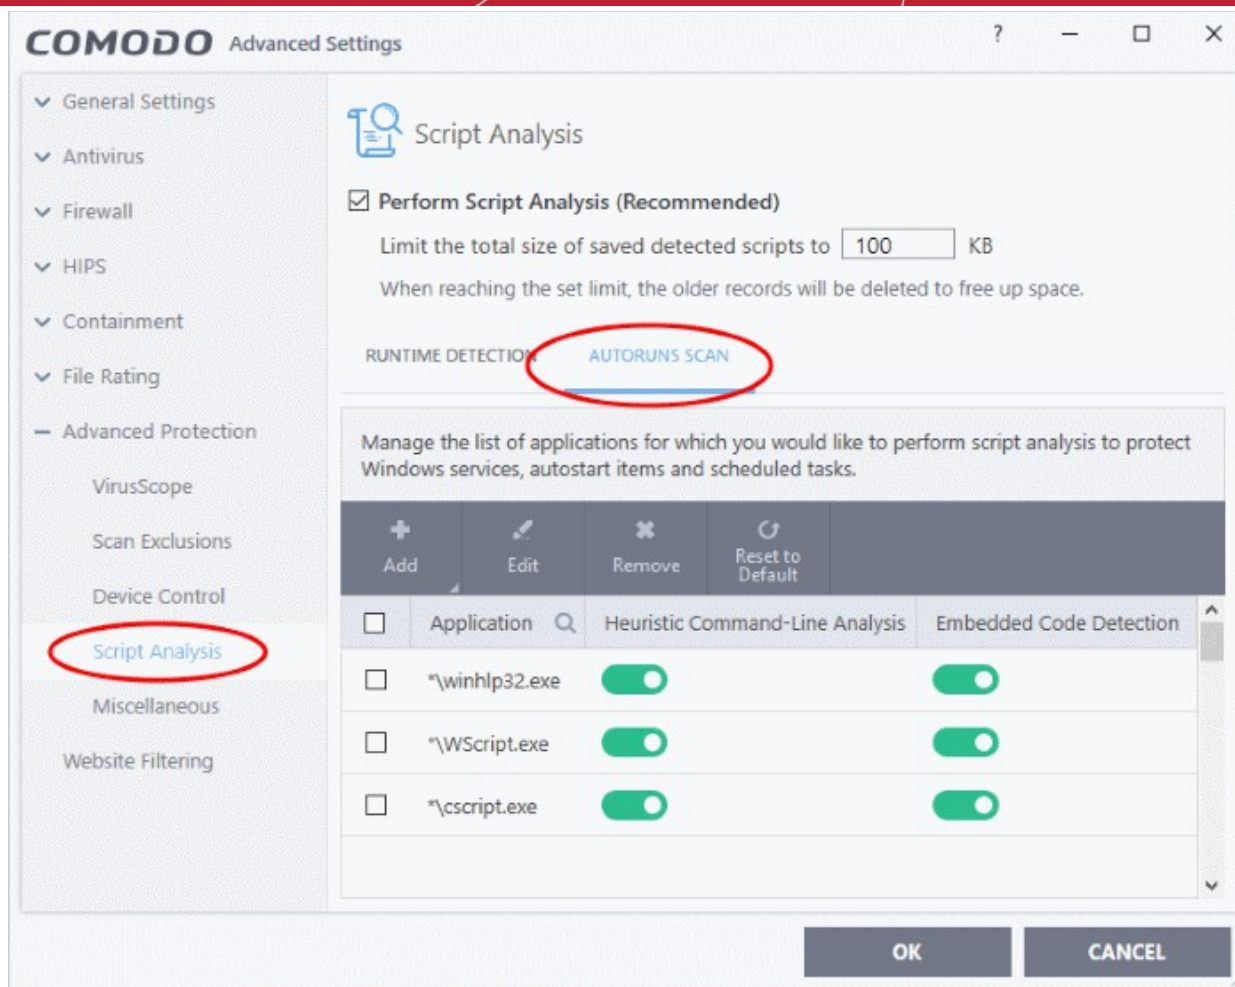 COMODO Advanced Settings
?
General Settings
Antivirus
Firewall
HIPS
Containment
File Rating
Advanced Protection
VirusScope
Scan Exclusions
Device Control
Script Analysis
Miscellaneous
Website Filtering
Script Analysis
Perform Script Analysis (Recommended)
Limit the total size of saved detected scripts to 100 KB
When reaching the set limit, the older records will be deleted to free up space.
RUNTIME DETECTION AUTORUNS SCAN
Manage the list of applications for which you would like to perform script analysis to protect
Windows services, autostart items and scheduled tasks.
Add Edit Remove Reset to
Default
Application Heuristic Command-Line Analysis Embedded Code Detection
*\winhlp32.exe
*\WScript.exe
*\cscript.exe
OK CANCEL